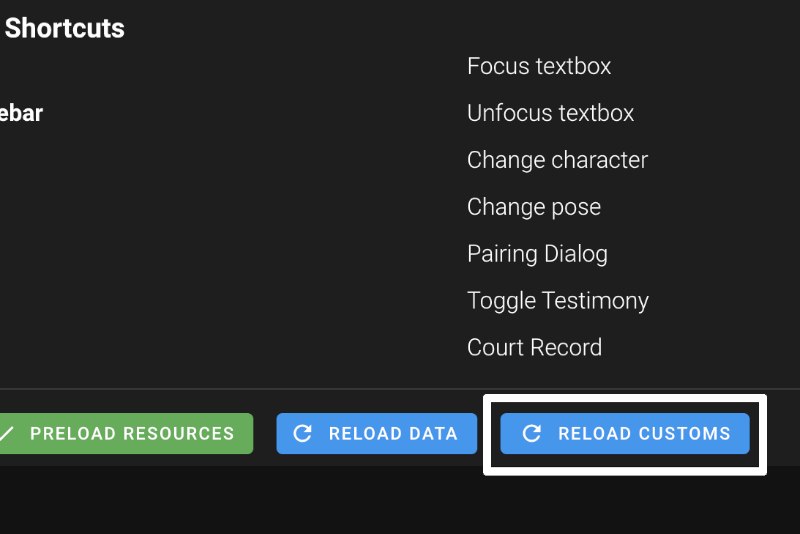 Shortcuts
Focus textbox
ebar
Unfocus textbox
Change character
Change pose
Pairing Dialog
Toggle Testimony
Court Record
PRELOAD RESOURCES
RELOAD DATA
RELOAD CUSTOMS